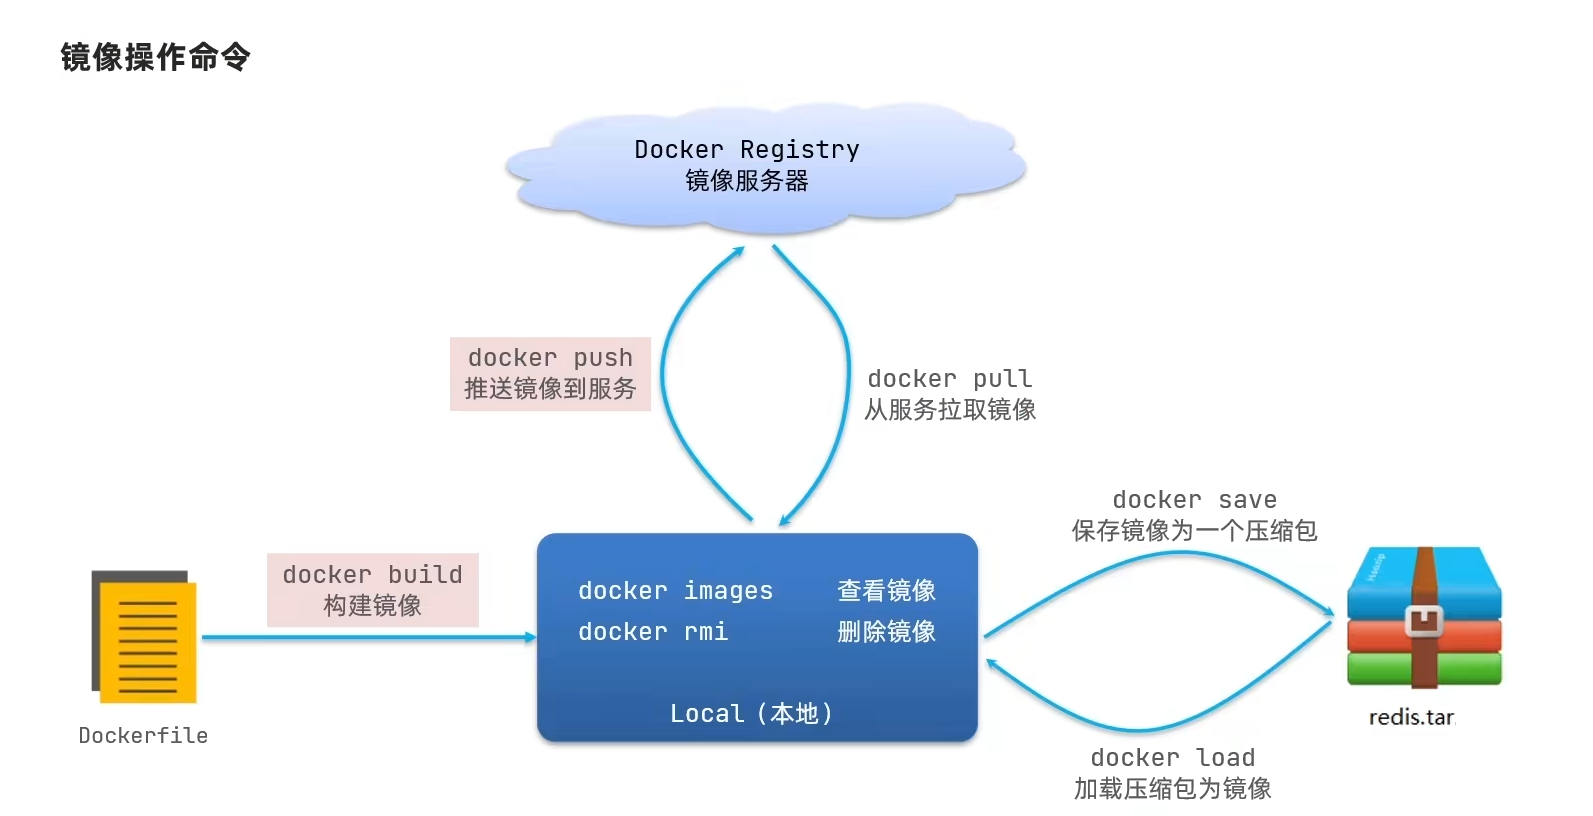 镜像操作命令
Docker Registry
镜像服务器
docker push
推送镜像到服务
docker pull
从服务拉取镜像
docker save
保存镜像为一个压缩包
docker build
构建镜像
docker images 查看镜像
docker rmi 删除镜像
Local（本地）
Haozip
Dockerfile
redis.tar
docker load
加载压缩包为镜像